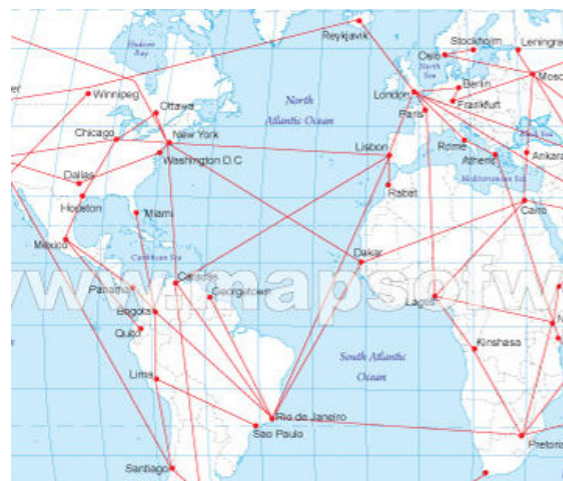 Reykjavik
Stockholm
Leningra
Oslo
Hudson
Bay
North
Sea
Mosc
er
Winnipeg
London
Berlin
Frankfurt
North
Atlantic Ocean
Ottawa
Paris
Chicago
New York
Washington D.C
Lisbon
Rome
Black Sea
Athens
Ankara
Dallas
Mediterranean Sea
Houston
Miami
Rabat
Cairo
Mexico
Caribbean Sea
Dakar
www.mapsofw
Caracas
Panama
Georgetown
Lagos
Bogota
Quito
N
Kinshasa
South Atlantic
Ocean
Lima
Rio de Janeiro
Sao Paulo
Pretoria
Santiago